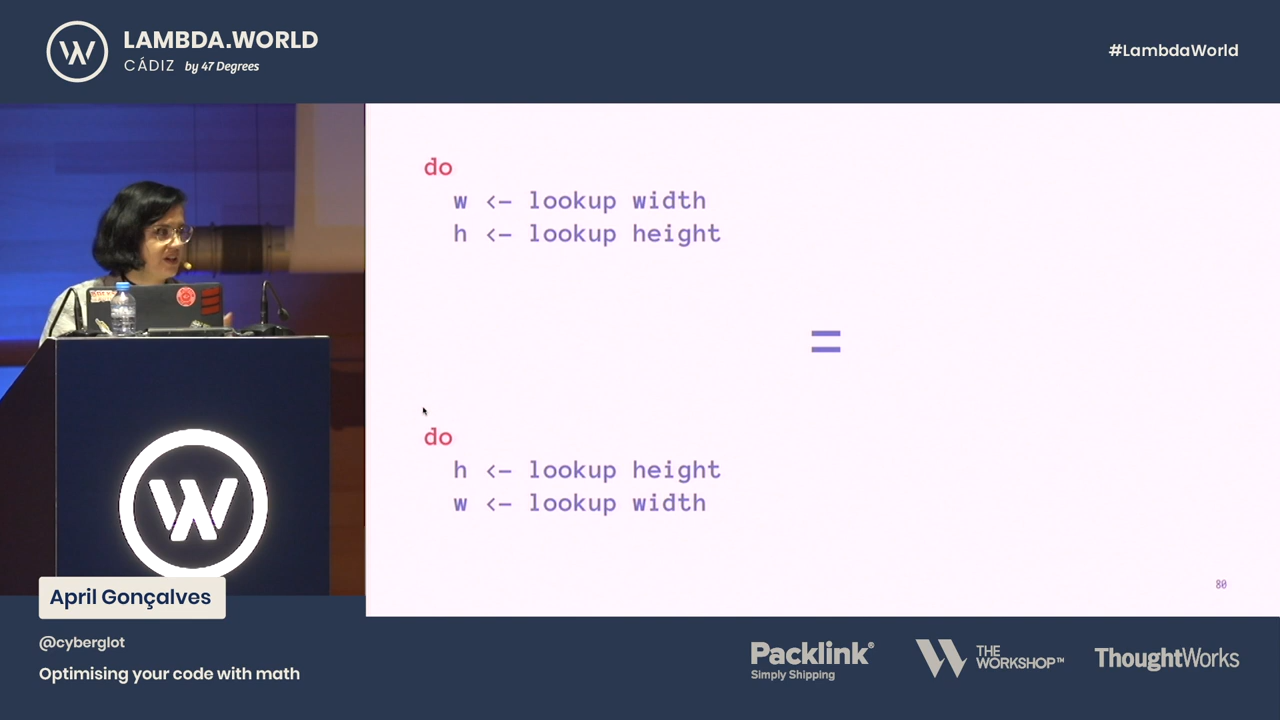 LAMBDA.WORLD
CÁDIZ by 47 Degrees
#LambdaWorld
do
w <- lookup width
h <- lookup height
=
do
h <- lookup height
w <- lookup width
80
W
April Gonçalves
@cyberglot
Optimising your code with math
Packlink®
Simply Shipping
THE
WORKSHOP™
ThoughtWorks